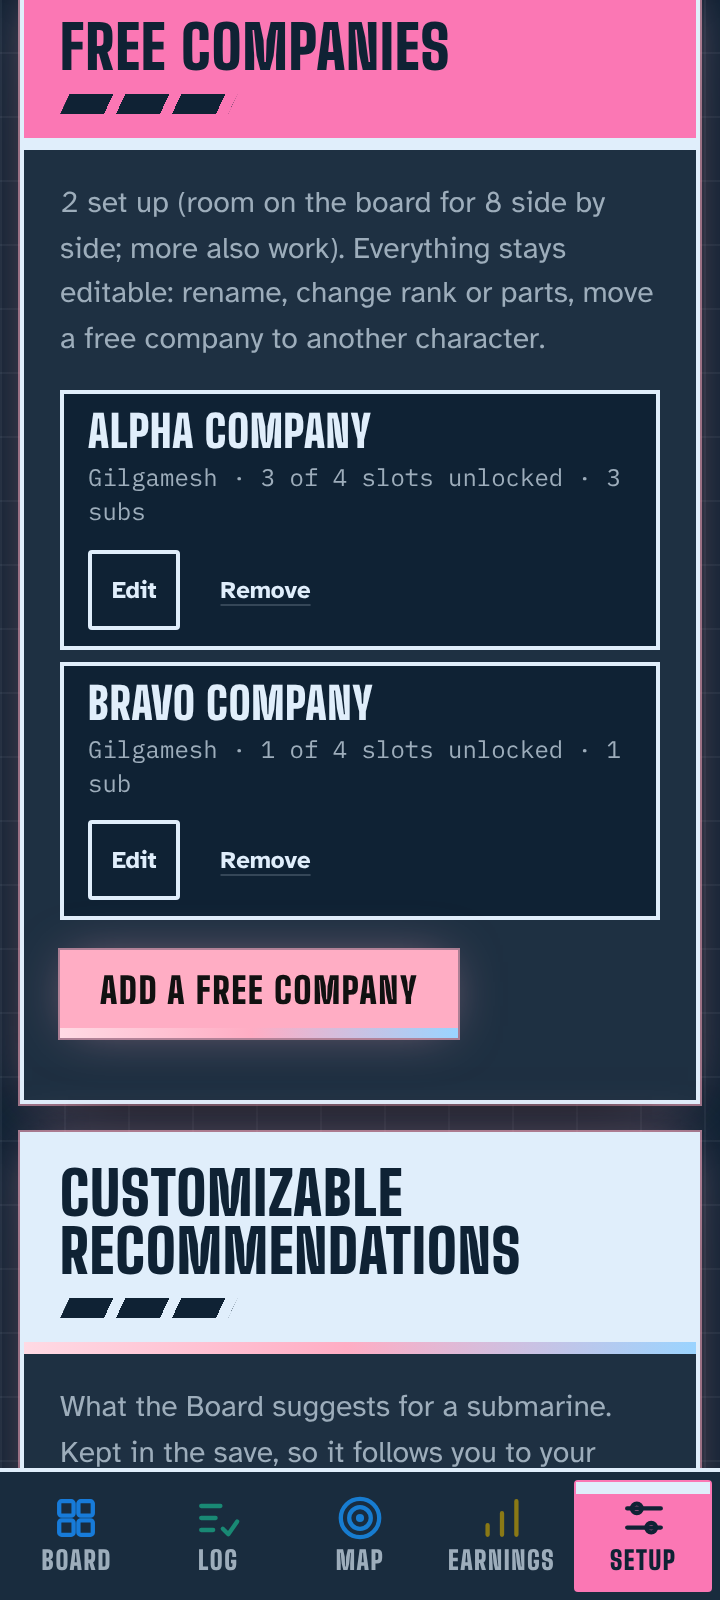 FREE COMPANIES
2 set up (room on the board for 8 side by
side; more also work). Everything stays
editable: rename, change rank or parts, move
a free company to another character.
ALPHA COMPANY
Gilgamesh · 3 of 4 slots unlocked · 3
subs
Edit Remove
BRAVO COMPANY
Gilgamesh · 1 of 4 slots unlocked · 1
sub
Edit Remove
ADD A FREE COMPANY
CUSTOMIZABLE
RECOMMENDATIONS
What the Board suggests for a submarine.
Kept in the save, so it follows you to your
BOARD LOG MAP EARNINGS SETUP